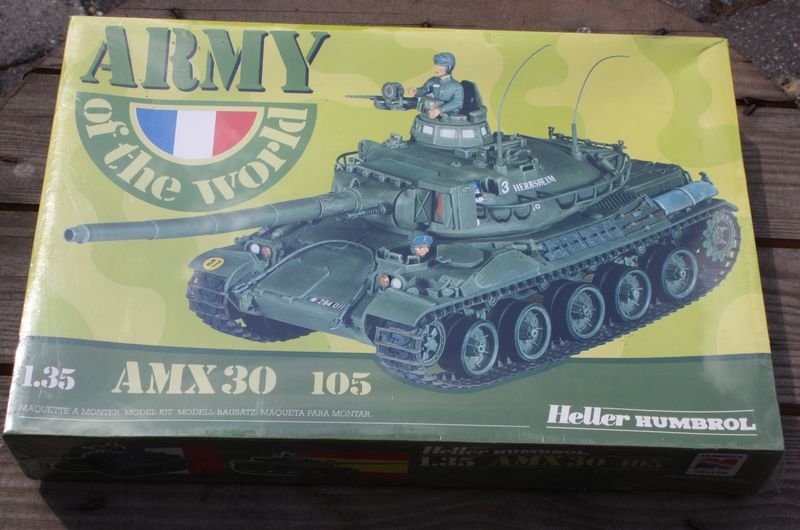 ARMY
of the world
3 HERBSHEIM
37
1.35 AMX 30 105
MAQUETTE A MONTER. MODEL KIT. MODELL BAUSATZ. MAQUETA PARA MONTAR.
Heller HUMBROL
Heller HUMBROL
1.35 AMX 30 105